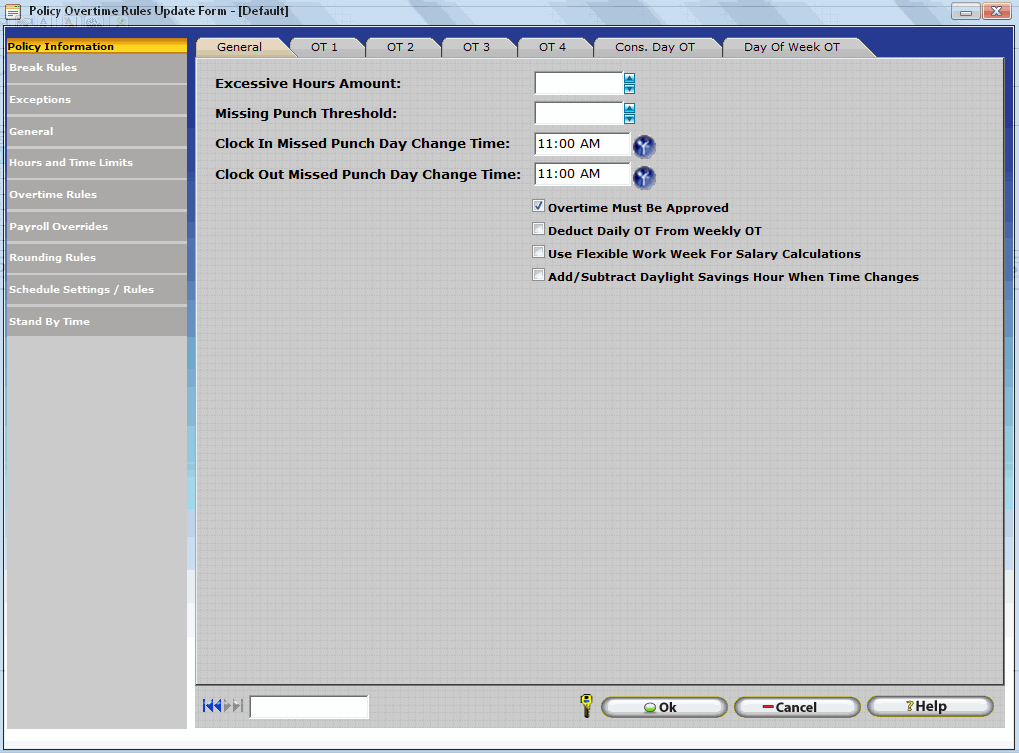 Policy Overtime Rules Update Form - [Default]
Policy Information
Break Rules
Exceptions
General
Hours and Time Limits
Overtime Rules
Payroll Overrides
Rounding Rules
Schedule Settings / Rules
Stand By Time
General OT 1 OT 2 OT 3 OT 4 Cons. Day OT Day Of Week OT
Excessive Hours Amount:
Missing Punch Threshold:
Clock In Missed Punch Day Change Time: 11:00 AM
Clock Out Missed Punch Day Change Time: 11:00 AM
Overtime Must Be Approved
Deduct Daily OT From Weekly OT
Use Flexible Work Week For Salary Calculations
Add/Subtract Daylight Savings Hour When Time Changes
Ok Cancel ?Help